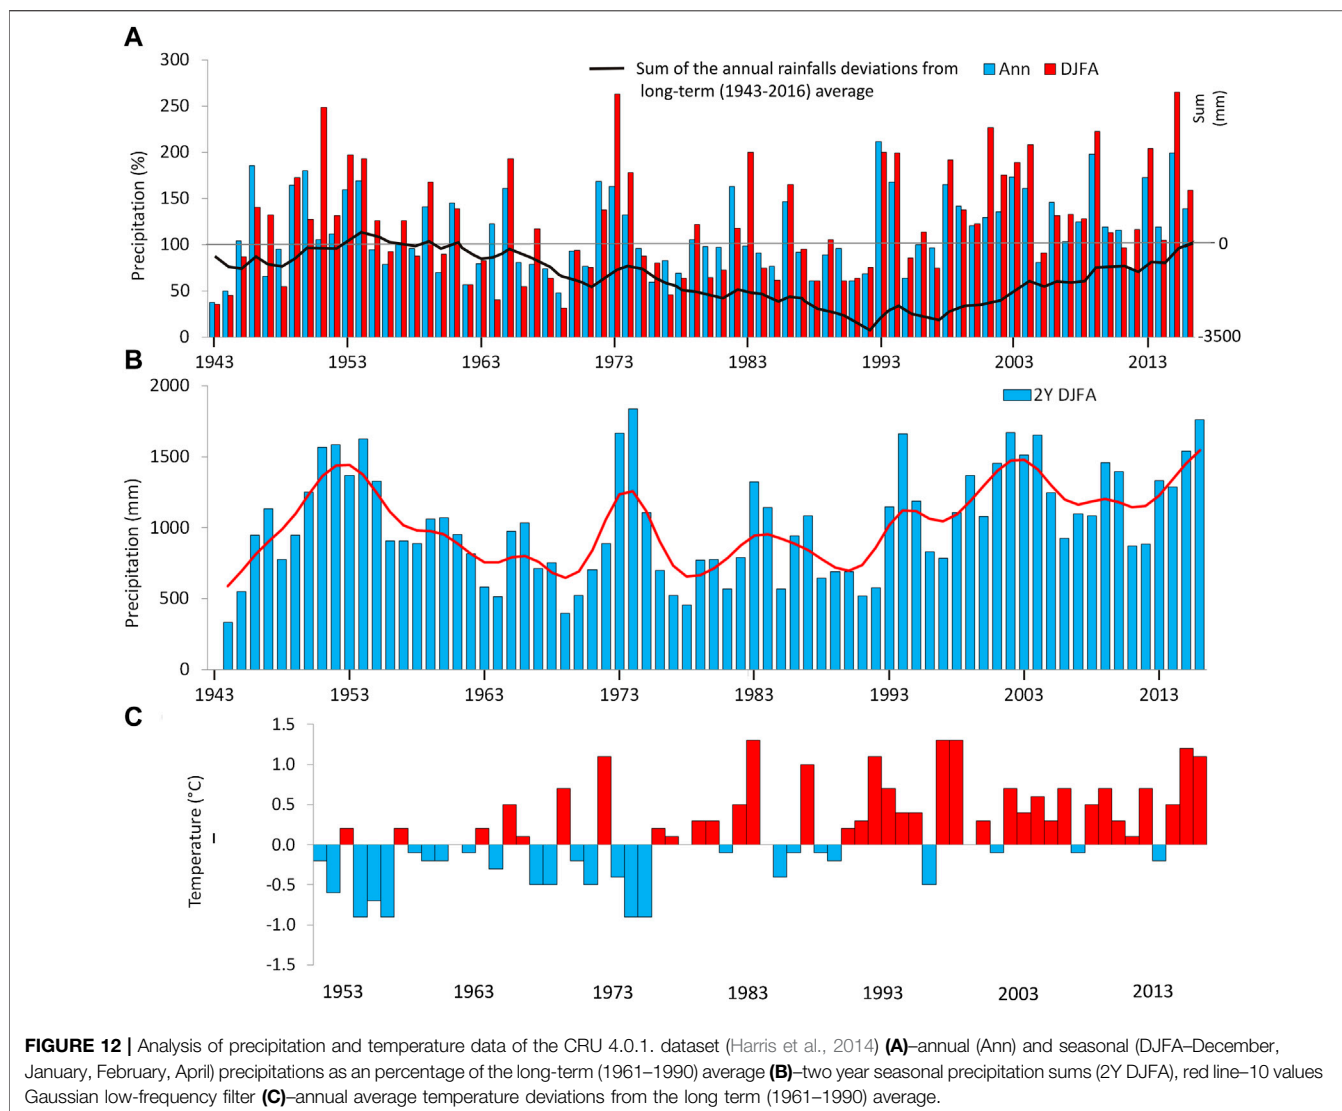 A
300
250
200
150
100
50
0
Precipitation (%)
Sum of the annual rainfalls deviations from
long-term (1943-2016) average
Ann
DJFA
Sum
(mm)
0
-3500
1943
1953
1963
1973
1983
1993
2003
2013
B
2000
1500
1000
500
0
Precipitation (mm)
2Y DJFA
1943
1953
1963
1973
1983
1993
2003
2013
C
1.5
1.0
0.5
0.0
-0.5
-1.0
-1.5
Temperature (°C)
1953
1963
1973
1983
1993
2003
2013
FIGURE 12 | Analysis of precipitation and temperature data of the CRU 4.0.1. dataset (Harris et al., 2014) (A)–annual (Ann) and seasonal (DJFA–December,
January, February, April) precipitations as an percentage of the long-term (1961–1990) average (B)–two year seasonal precipitation sums (2Y DJFA), red line–10 values
Gaussian low-frequency filter (C)–annual average temperature deviations from the long term (1961–1990) average.